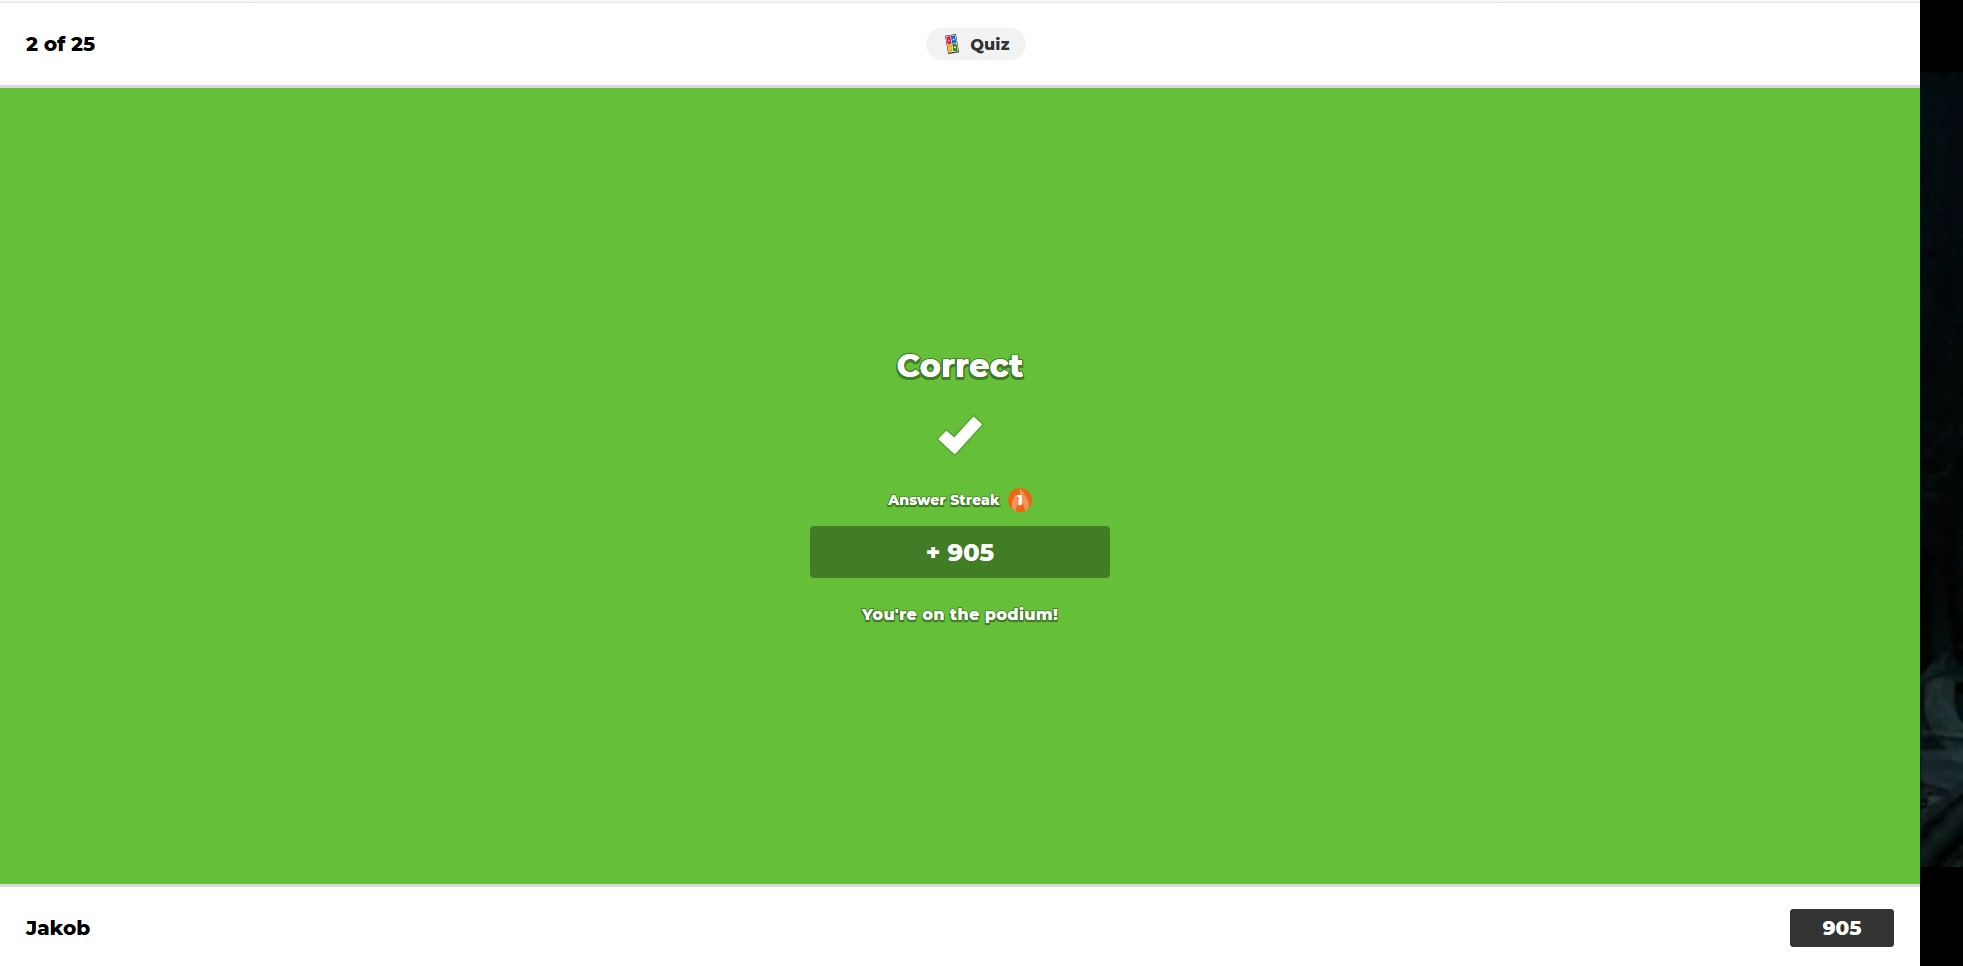 2 of 25
Quiz
Correct
Answer Streak 1
+ 905
You're on the podium!
Jakob
905